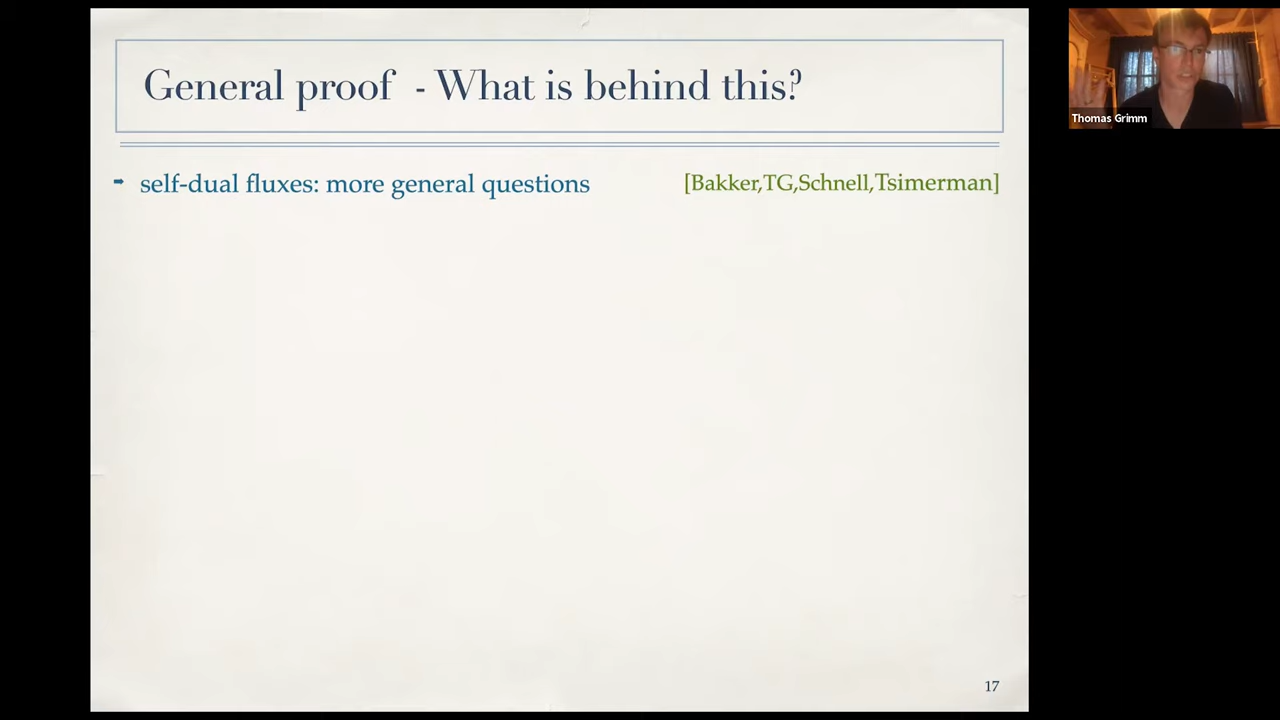 General proof - What is behind this?
Thomas Grimm
➡ self-dual fluxes: more general questions [Bakker,TG,Schnell,Tsimerman]
17